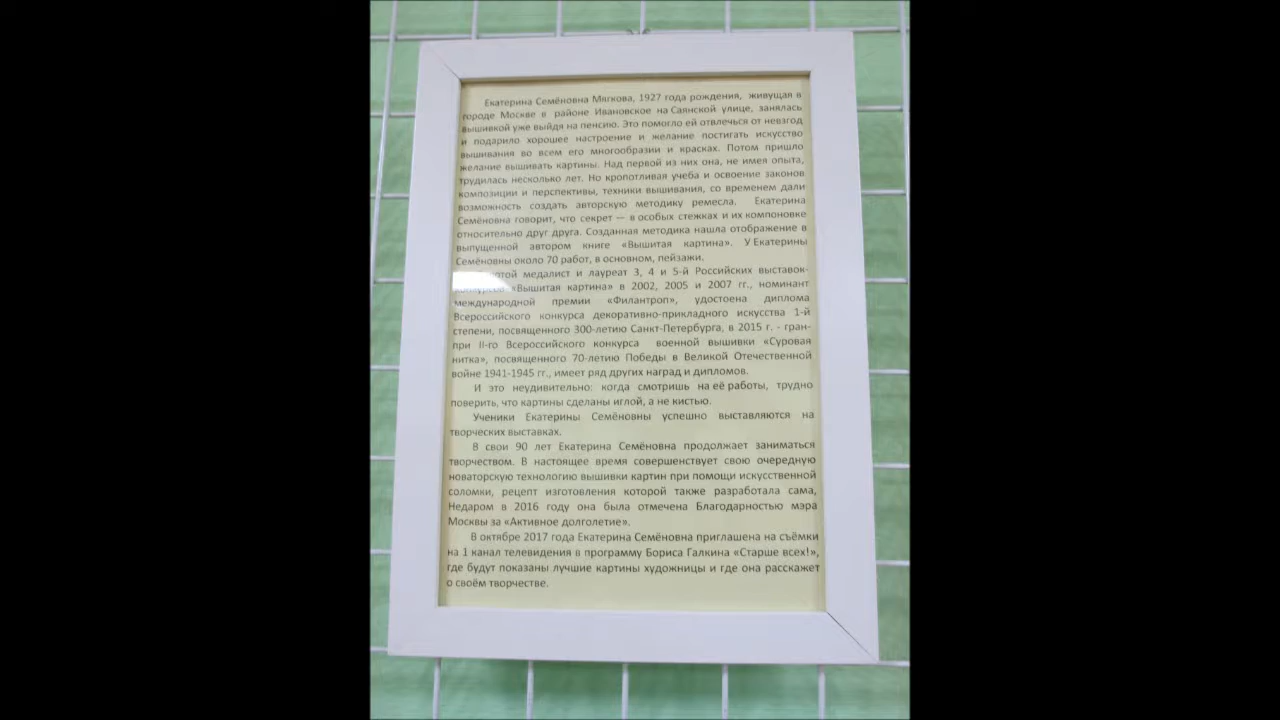 Екатерина Семёновна Мягкова, 1927 года рождения, живущая в
городе Москве в районе Ивановское на Саянской улице, занялась
вышивкой уже выйдя на пенсию. Это помогло ей отвлечься от невзгод
и подарило хорошее настроение и желание постигать искусство
вышивания во всем его многообразии и красках. Потом пришло
желание вышивать картины. Над первой из них она, не имея опыта,
трудилась несколько лет. Но кропотливая учеба и освоение законов
композиции и перспективы, техники вышивания, со временем дали
возможность создать авторскую методику ремесла. Екатерина
Семёновна говорит, что секрет — в особых стежках и их компоновке
относительно друг друга. Созданная методика нашла отображение в
выпущенной автором книге «Вышитая картина». У Екатерины
Семёновны около 70 работ, в основном, пейзажи.
медалист и лауреат 3, 4 и 5-й Российских выставок-
«Вышитая картина» в 2002, 2005 и 2007 гг., номинант
международной премии «Филантроп», удостоена диплома
Всероссийского конкурса декоративно-прикладного искусства 1-й
степени, посвященного 300-летию Санкт-Петербурга, в 2015 г. - гран-
при II-го Всероссийского конкурса военной вышивки «Суровая
нитка», посвященного 70-летию Победы в Великой Отечественной
войне 1941-1945 гг., имеет ряд других наград и дипломов.
И это неудивительно: когда смотришь на её работы, трудно
поверить, что картины сделаны иглой, а не кистью.
Ученики Екатерины Семёновны успешно выставляются на
творческих выставках.
В свои 90 лет Екатерина Семёновна продолжает заниматься
творчеством. В настоящее время совершенствует свою очередную
новаторскую технологию вышивки картин при помощи искусственной
соломки, рецепт изготовления которой также разработала сама,
Недаром в 2016 году она была отмечена Благодарностью мэра
Москвы за «Активное долголетие».
В октябре 2017 года Екатерина Семёновна приглашена на съёмки
на 1 канал телевидения в программу Бориса Галкина «Старше всех!»,
где будут показаны лучшие картины художницы и где она расскажет
о своём творчестве.